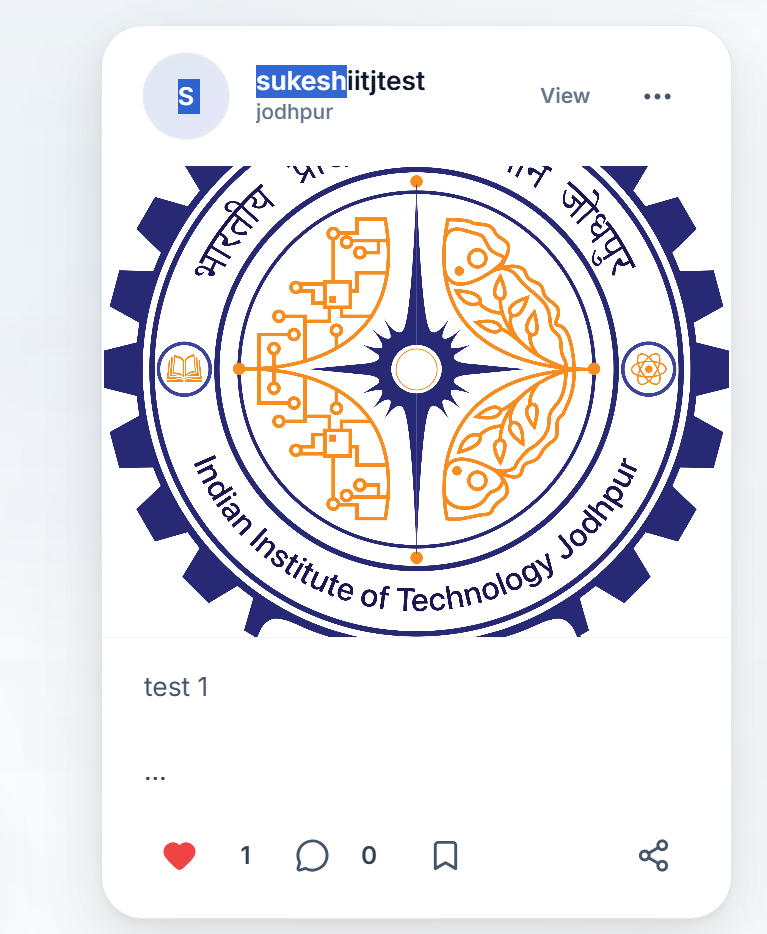 S
sukeshiitjtest
jodhpur
View
भारतीय
जोधपुर
Indian Institute of Technology Jodhpur
test 1
...
1
0